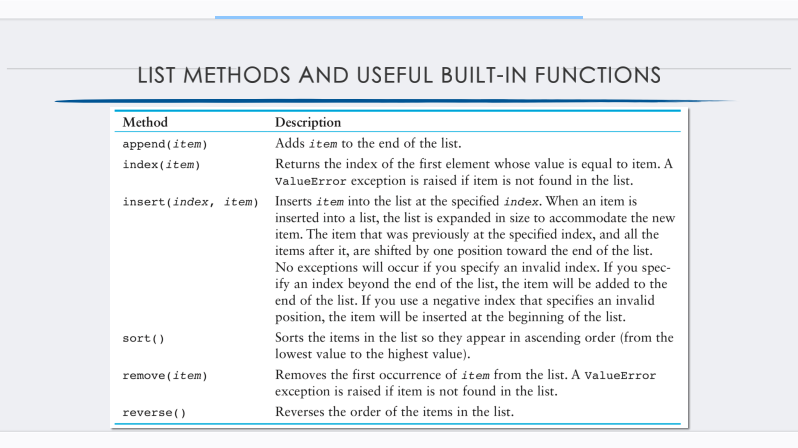 LIST METHODS AND USEFUL BUILT-IN FUNCTIONS
Method Description
append(item) Adds item to the end of the list.
index(item) Returns the index of the first element whose value is equal to item. A
ValueError exception is raised if item is not found in the list.
insert(index, item) Inserts item into the list at the specified index. When an item is
inserted into a list, the list is expanded in size to accommodate the new
item. The item that was previously at the specified index, and all the
items after it, are shifted by one position toward the end of the list.
No exceptions will occur if you specify an invalid index. If you spec-
ify an index beyond the end of the list, the item will be added to the
end of the list. If you use a negative index that specifies an invalid
position, the item will be inserted at the beginning of the list.
sort() Sorts the items in the list so they appear in ascending order (from the
lowest value to the highest value).
remove(item) Removes the first occurrence of item from the list. A ValueError
exception is raised if item is not found in the list.
reverse() Reverses the order of the items in the list.